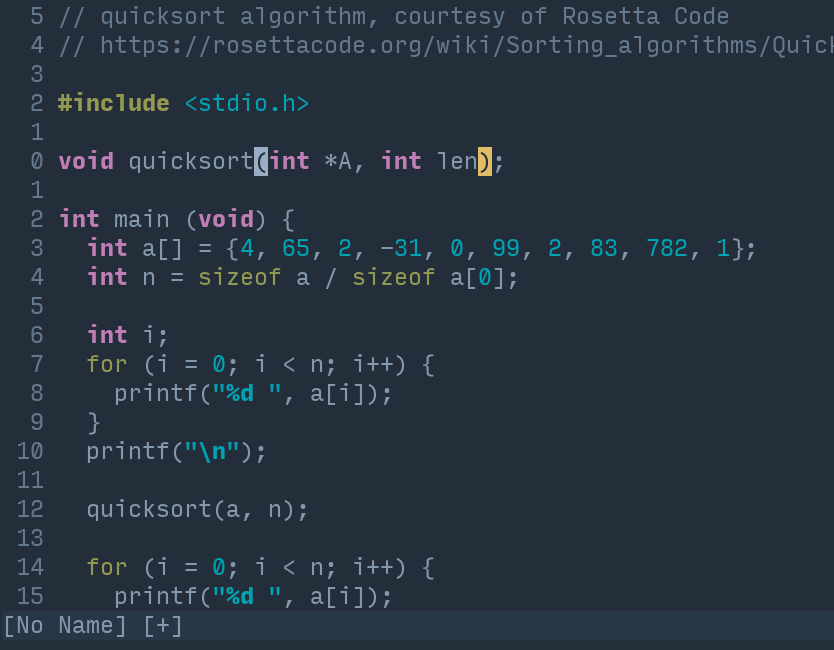 5 // quicksort algorithm, courtesy of Rosetta Code
4 // https://rosettacode.org/wiki/Sorting_algorithms/Quic
3
2 #include <stdio.h>
1
0 void quicksort(int *A, int len);
1
2 int main (void) {
3   int a[] = {4, 65, 2, -31, 0, 99, 2, 83, 782, 1};
4   int n = sizeof a / sizeof a[0];
5
6   int i;
7   for (i = 0; i < n; i++) {
8     printf("%d ", a[i]);
9   }
10   printf("\n");
11
12   quicksort(a, n);
13
14   for (i = 0; i < n; i++) {
15     printf("%d ", a[i]);
[No Name] [+]